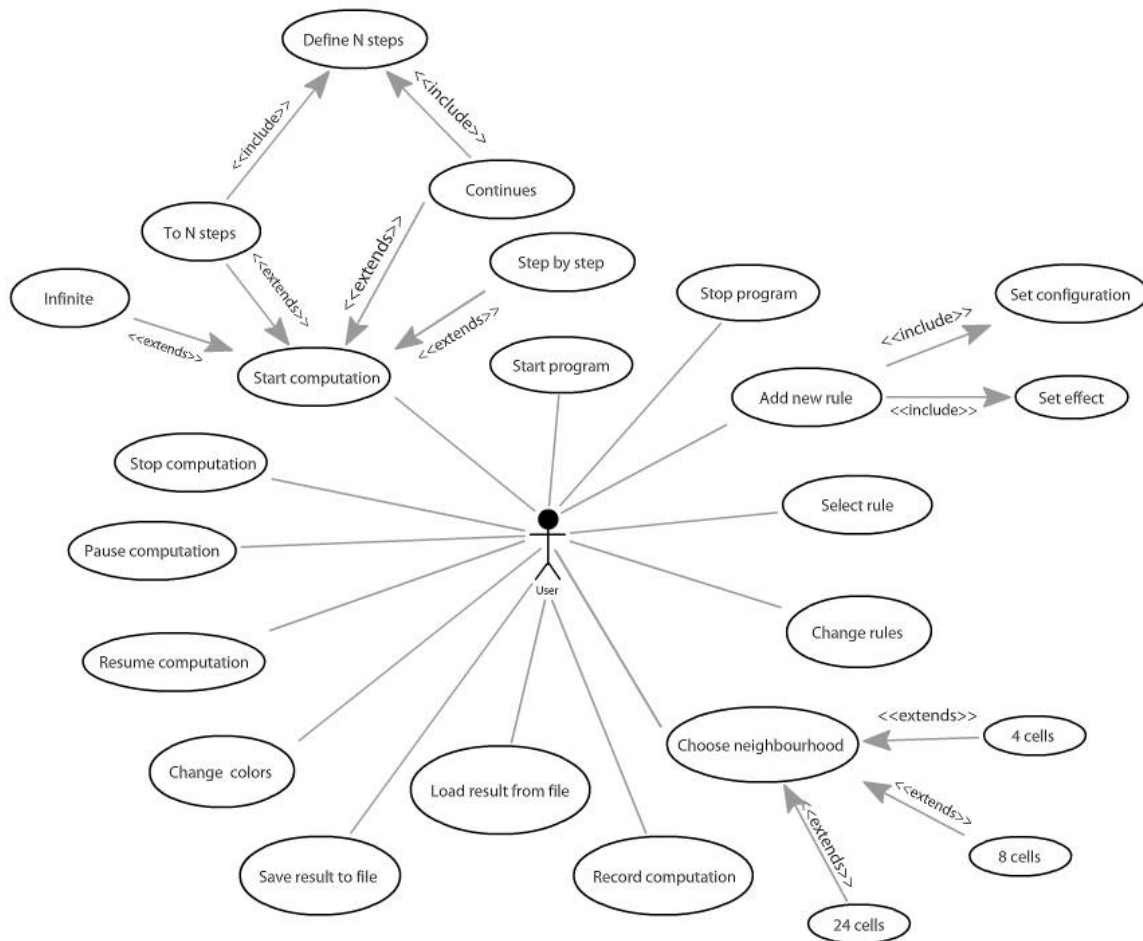 Define N steps
<<include>>
<<include>>
Continues
To N steps
<<extends>>
<<extends>>
Step by step
Stop program
Set configuration
Infinite
<<extends>>
<<extends>>
<<include>>
Start computation
Start program
Add new rule
<<include>>
Set effect
Stop computation
Select rule
Pause computation
User
Change rules
Resume computation
Choose neighbourhood
<<extends>>
4 cells
Change colors
Load result from file
<<extends>>
<<extends>>
8 cells
Save result to file
Record computation
24 cells